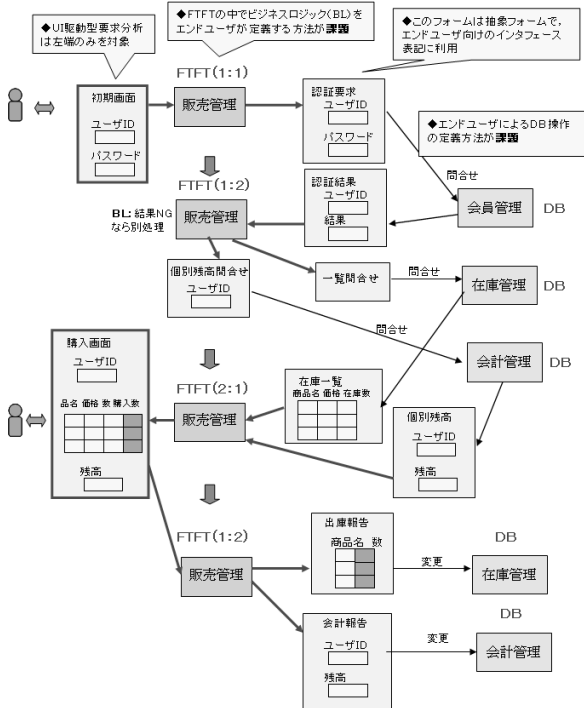 ◆UI駆動型要求分析
は左端のみを対象
◆FTFTの中でビジネスロジック(BL)を
エンドユーザが定義する方法が課題
◆このフォームは抽象フォームで,
エンドユーザ向けのインタフェース
表記に利用
FTFT(1:1)
初期画面
ユーザID
パスワード
販売管理
認証要求
ユーザID
パスワード
◆エンドユーザによるDB操作
の定義方法が課題
FTFT(1:2)
BL:結果NG
なら別処理
販売管理
認証結果
ユーザID
結果
問合せ
会員管理
DB
個別残高問合せ
ユーザID
一覧問合せ
問合せ
在庫管理
DB
購入画面
ユーザID
品名 価格 数 購入数
残高
FTFT(2:1)
販売管理
在庫一覧
商品名 価格 在庫数
問合せ
会計管理
DB
個別残高
ユーザID
残高
FTFT(1:2)
販売管理
出庫報告
商品名 数
変更
DB
在庫管理
会計報告
ユーザID
残高
変更
DB
会計管理